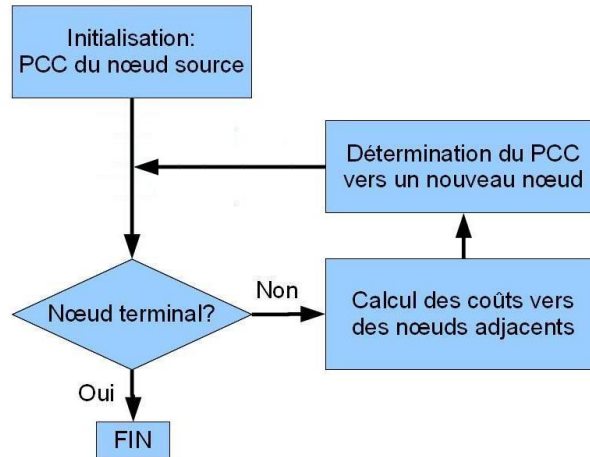 Initialisation:
PCC du nœud source
Détermination du PCC
vers un nouveau nœud
Nœud terminal?
Non
Calcul des coûts vers
des nœuds adjacents
Oui
FIN